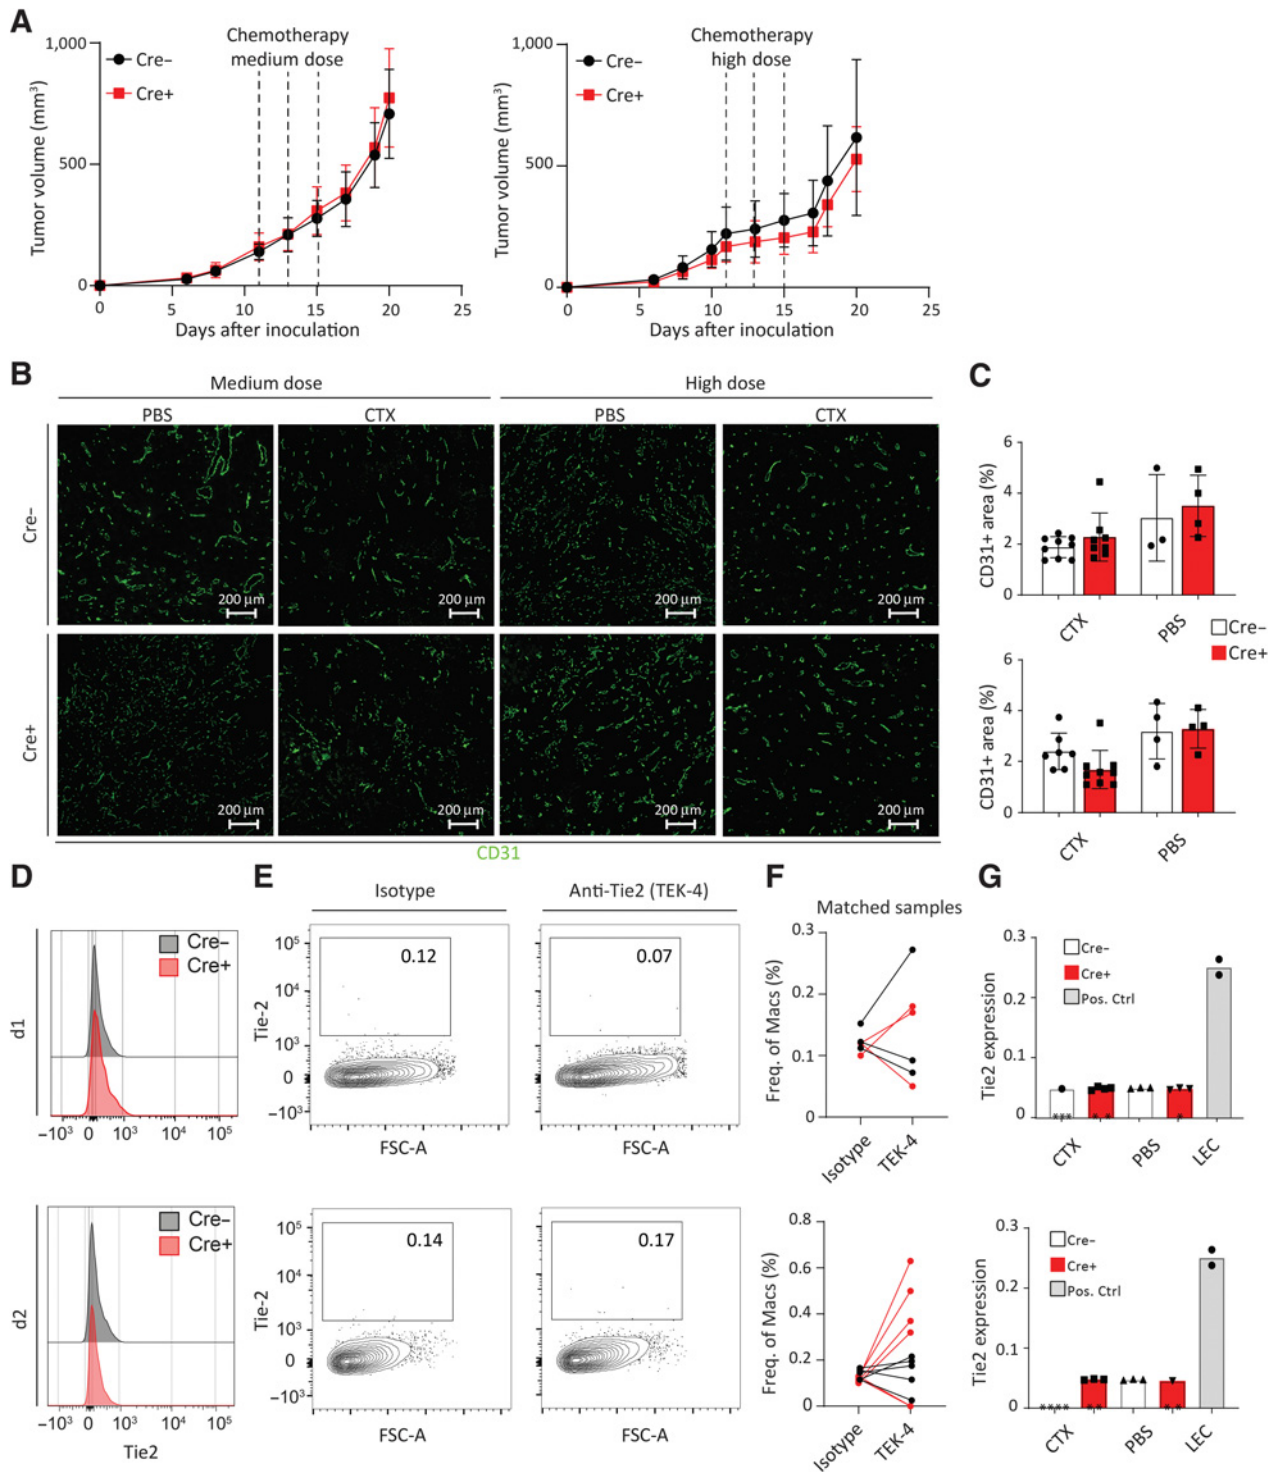 A
Chemotherapy
medium dose
Cre−
Cre+
1,000
500
0
Tumor volume (mm³)
0 5 10 15 20 25
Days after inoculation
Chemotherapy
high dose
Cre−
Cre+
1,000
500
0
Tumor volume (mm³)
0 5 10 15 20 25
Days after inoculation
B
Medium dose High dose
PBS CTX PBS CTX
Cre−
200 µm 200 µm 200 µm 200 µm
Cre+
200 µm 200 µm 200 µm 200 µm
CD31
C
6
4
2
0
CD31+ area (%)
CTX PBS
Cre−
Cre+
6
4
2
0
CD31+ area (%)
CTX PBS
D
d1
Cre−
Cre+
−10³ 0 10³ 10⁴ 10⁵
d2
Cre−
Cre+
−10³ 0 10³ 10⁴ 10⁵
Tie2
E
Isotype Anti-Tie2 (TEK-4)
0.12 0.07
10⁵
10⁴
10³
0
−10³
Tie-2
FSC-A FSC-A
0.14 0.17
10⁵
10⁴
10³
0
−10³
Tie-2
FSC-A FSC-A
F
Matched samples
0.3
0.2
0.1
0
Freq. of Macs (%)
Isotype TEK-4
0.8
0.6
0.4
0.2
0
Freq. of Macs (%)
Isotype TEK-4
G
0.3
0.2
0.1
0
Tie2 expression
Cre−
Cre+
Pos. Ctrl
CTX PBS LEC
0.3
0.2
0.1
0
Tie2 expression
Cre−
Cre+
Pos. Ctrl
CTX PBS LEC